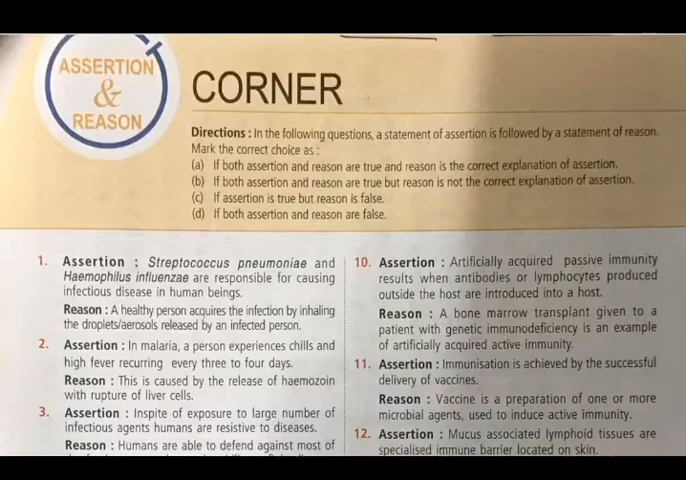 ASSERTION
&
REASON
CORNER
Directions : In the following questions, a statement of assertion is followed by a statement of reason.
Mark the correct choice as :
(a) If both assertion and reason are true and reason is the correct explanation of assertion.
(b) If both assertion and reason are true but reason is not the correct explanation of assertion.
(c) If assertion is true but reason is false.
(d) If both assertion and reason are false.
1. Assertion : Streptococcus pneumoniae and
Haemophilus influenzae are responsible for causing
infectious disease in human beings.
Reason : A healthy person acquires the infection by inhaling
the droplets/aerosols released by an infected person.
2. Assertion : In malaria, a person experiences chills and
high fever recurring every three to four days.
Reason : This is caused by the release of haemozoin
with rupture of liver cells.
3. Assertion : Inspite of exposure to large number of
infectious agents humans are resistive to diseases.
Reason : Humans are able to defend against most of
10. Assertion : Artificially acquired passive immunity
results when antibodies or lymphocytes produced
outside the host are introduced into a host.
Reason : A bone marrow transplant given to a
patient with genetic immunodeficiency is an example
of artificially acquired active immunity.
11. Assertion : Immunisation is achieved by the successful
delivery of vaccines.
Reason : Vaccine is a preparation of one or more
microbial agents, used to induce active immunity.
12. Assertion : Mucus associated lymphoid tissues are
specialised immune barrier located on skin.